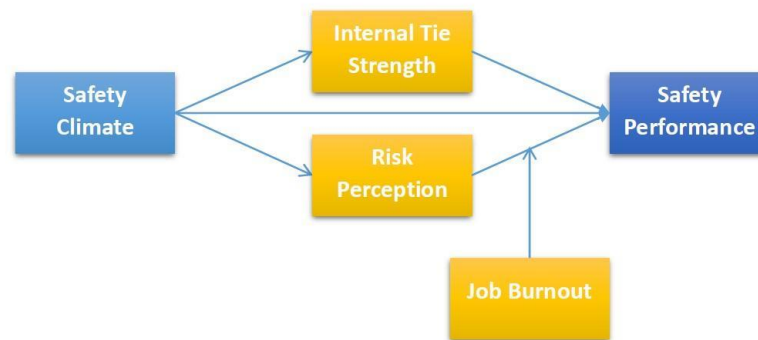 Internal Tie
Strength
Safety
Climate
Safety
Performance
Risk
Perception
Job Burnout